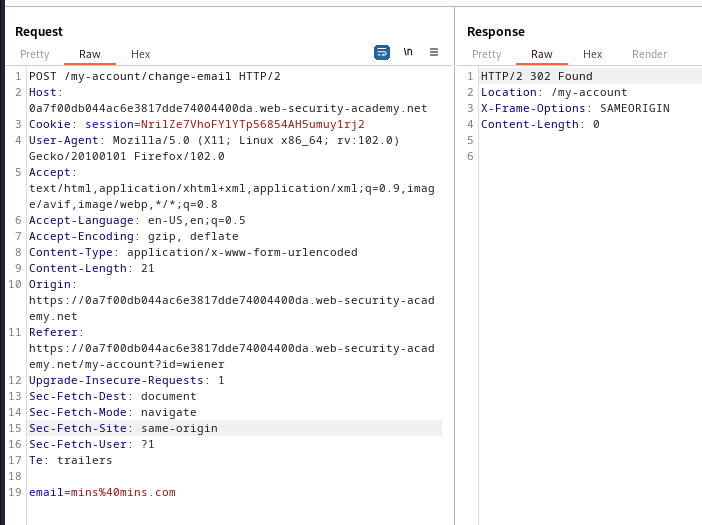 Request
Pretty Raw Hex
\n
1 POST /my-account/change-email HTTP/2
2 Host:
0a7f00db044ac6e3817dde74004400da.web-security-academy.net
3 Cookie: session=NrilZe7VhoFY1YTp56854AH5umuy1rj2
4 User-Agent: Mozilla/5.0 (X11; Linux x86_64; rv:102.0)
Gecko/20100101 Firefox/102.0
5 Accept:
text/html,application/xhtml+xml,application/xml;q=0.9,imag
e/avif,image/webp,*/*;q=0.8
6 Accept-Language: en-US,en;q=0.5
7 Accept-Encoding: gzip, deflate
8 Content-Type: application/x-www-form-urlencoded
9 Content-Length: 21
10 Origin:
https://0a7f00db044ac6e3817dde74004400da.web-security-acad
emy.net
11 Referer:
https://0a7f00db044ac6e3817dde74004400da.web-security-acad
emy.net/my-account?id=wiener
12 Upgrade-Insecure-Requests: 1
13 Sec-Fetch-Dest: document
14 Sec-Fetch-Mode: navigate
15 Sec-Fetch-Site: same-origin
16 Sec-Fetch-User: ?1
17 Te: trailers
18
19 email=mins%40mins.com
Response
Pretty Raw Hex Render
1 HTTP/2 302 Found
2 Location: /my-account
3 X-Frame-Options: SAMEORIGIN
4 Content-Length: 0
5
6